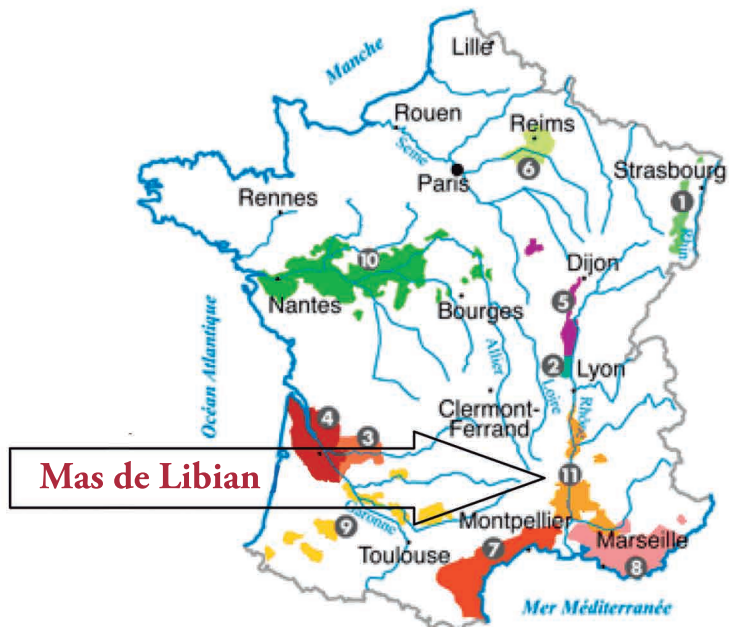 Lille
Manche
Rouen
Reims
Seine
6
Strasbourg
Paris
1
Rennes
Rhin
10
Dijon
Nantes
5
Bourges
Océan Atlantique
Allier
2
Lyon
Loire
Clermont-
Ferrand
Rhône
4
3
Mas de Libian
11
Garonne
Montpellier
9
Toulouse
7
Marseille
8
Mer Méditerranée